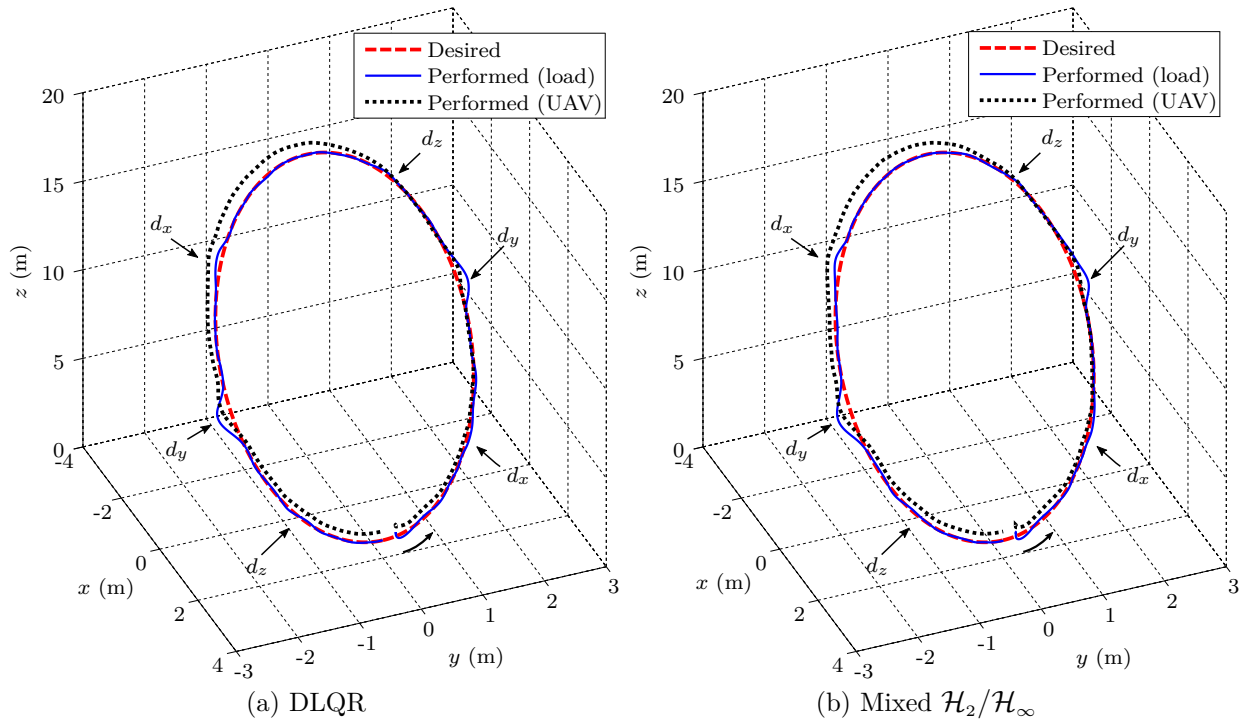 Desired
Performed (load)
Performed (UAV)
20
15
10
5
0
z (m)
-4
-2
0
2
4
x (m)
-3
-2
-1
0
1
2
3
y (m)
d_z
d_x
d_y
d_y
d_x
d_z
(a) DLQR
Desired
Performed (load)
Performed (UAV)
20
15
10
5
0
z (m)
-4
-2
0
2
4
x (m)
-3
-2
-1
0
1
2
3
y (m)
d_z
d_x
d_y
d_y
d_x
d_z
(b) Mixed ℋ₂/ℋ∞